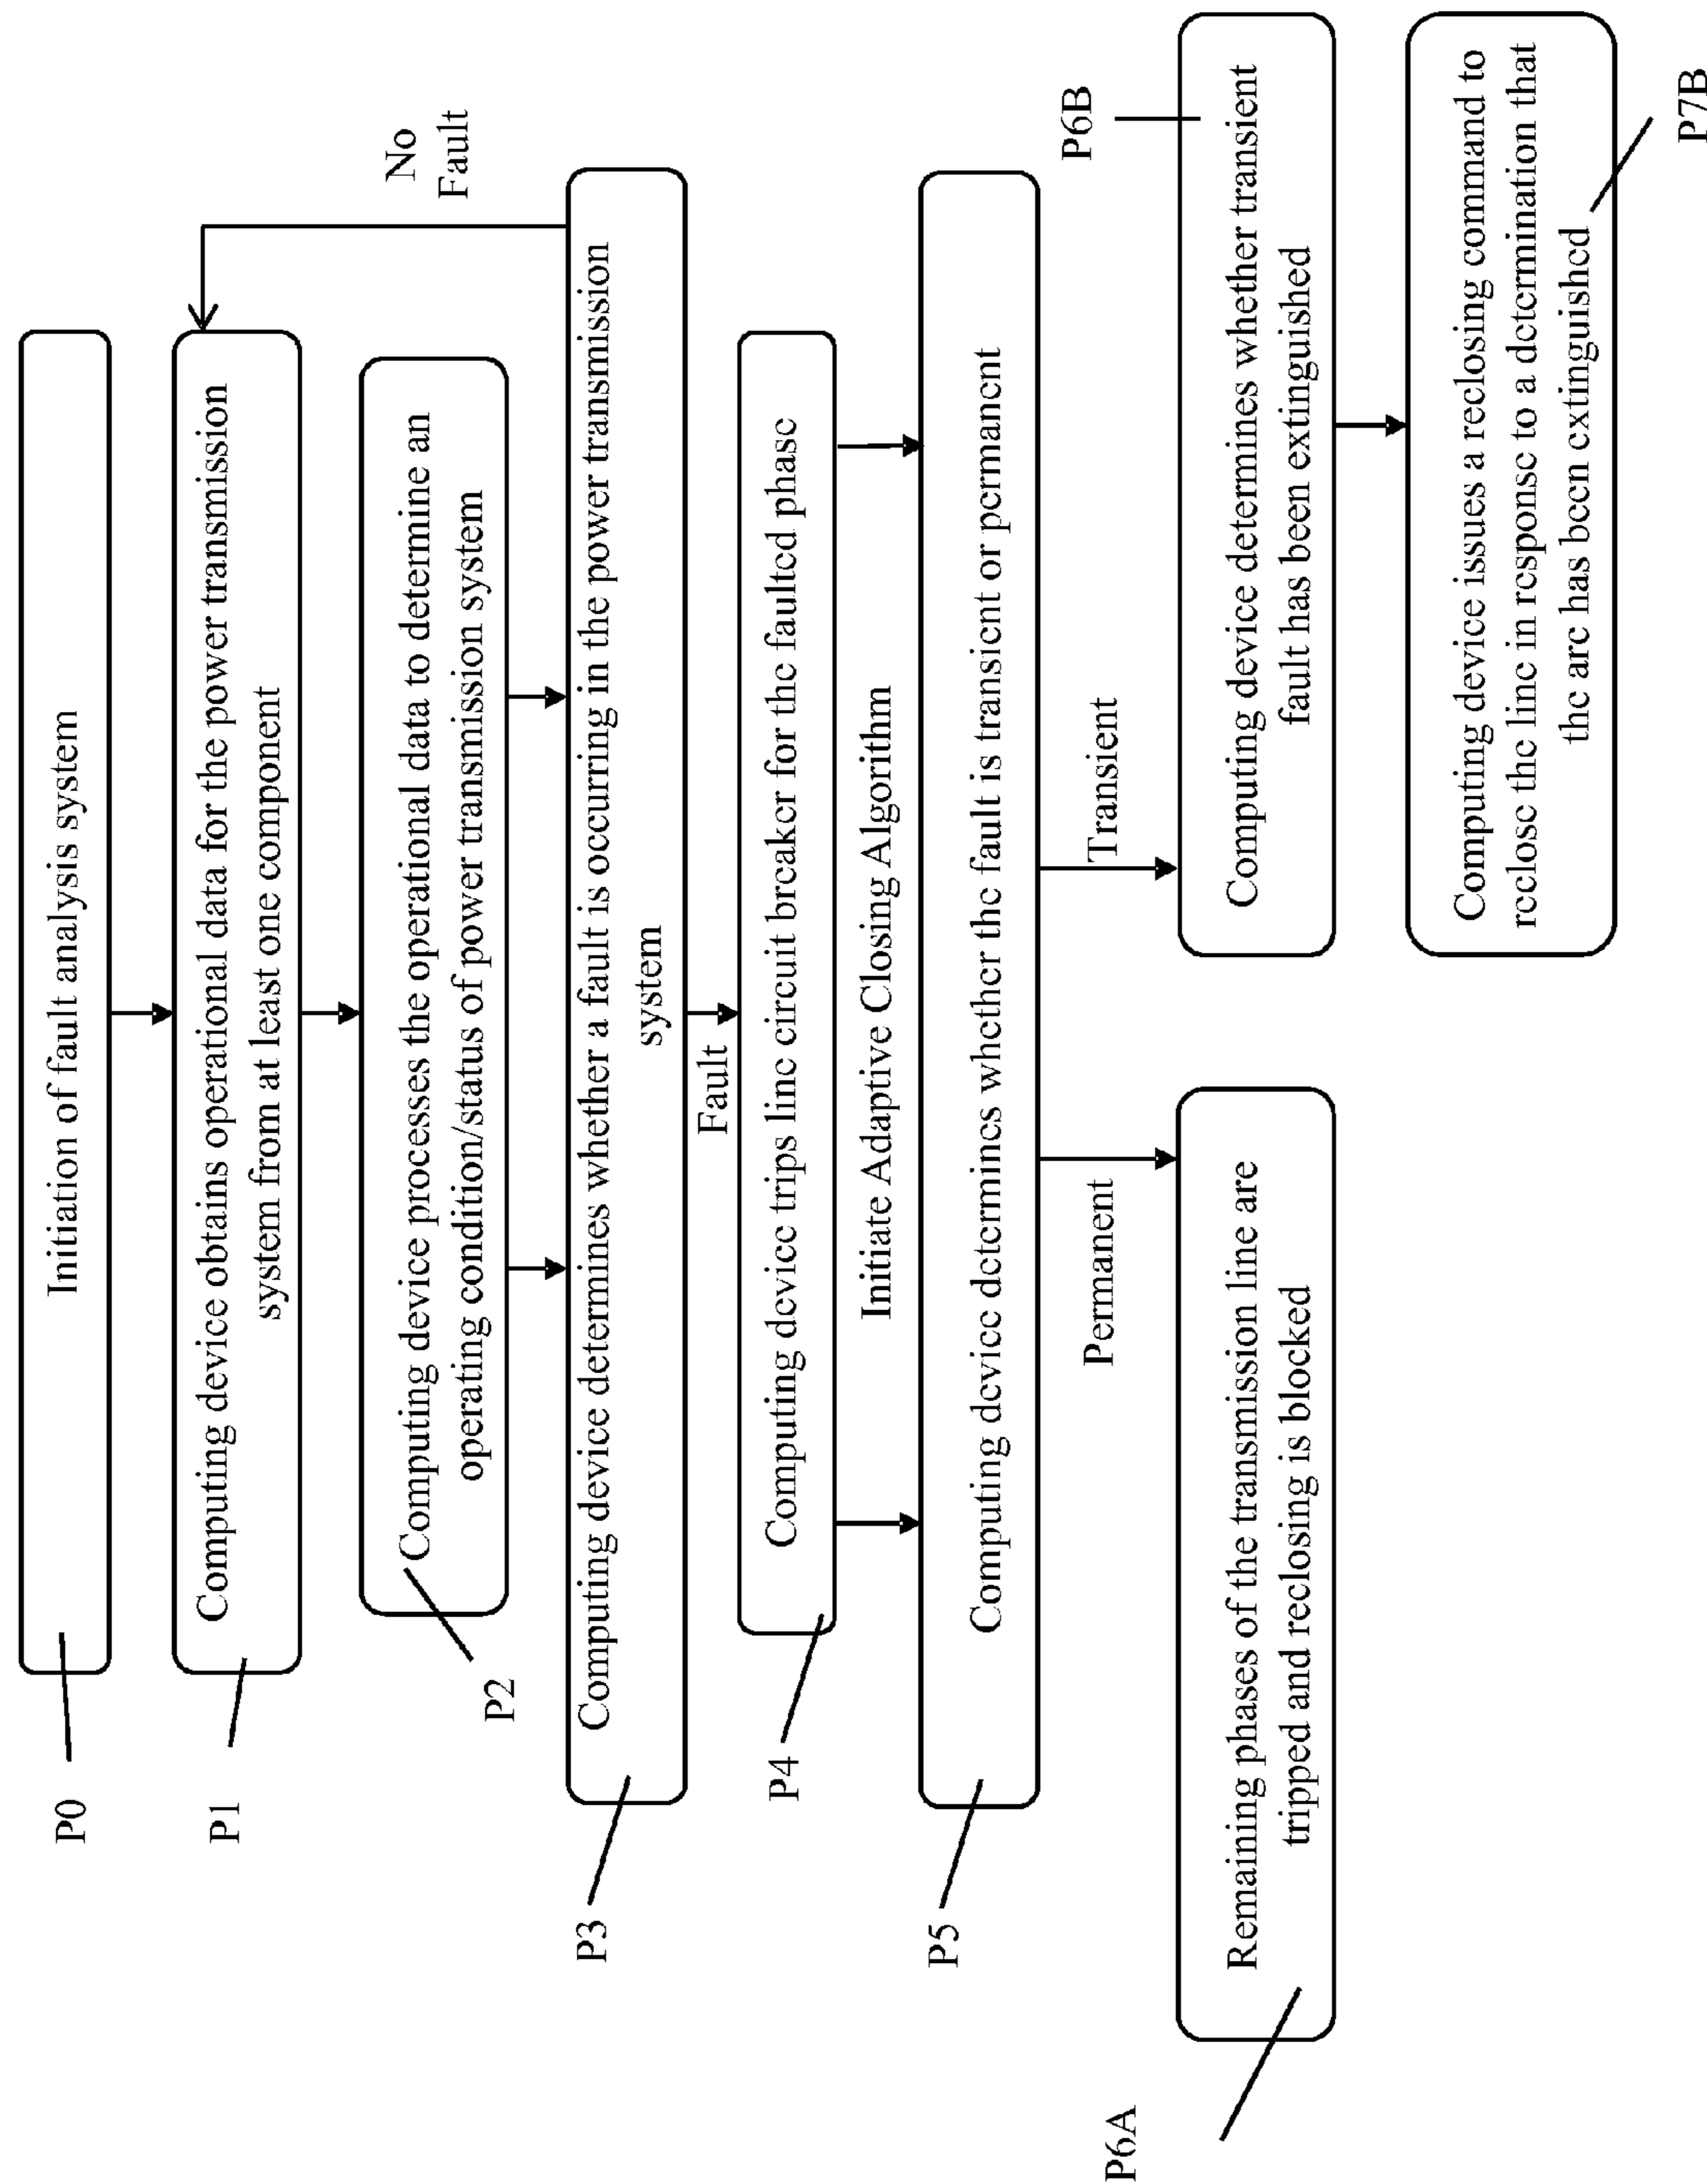 P0
Initiation of fault analysis system
P1
Computing device obtains operational data for the power transmission
system from at least one component
P2
Computing device processes the operational data to determine an
operating condition/status of power transmission system
No
Fault
P3
Computing device determines whether a fault is occurring in the power transmission
system
Fault
P4
Computing device trips line circuit breaker for the faulted phase
Initiate Adaptive Closing Algorithm
P5
Computing device determines whether the fault is transient or permanent
Permanent
Transient
P6A
Remaining phases of the transmission line are
tripped and reclosing is blocked
P6B
Computing device determines whether transient
fault has been extinguished
Computing device issues a reclosing command to
reclose the line in response to a determination that
the arc has been extinguished
P7B